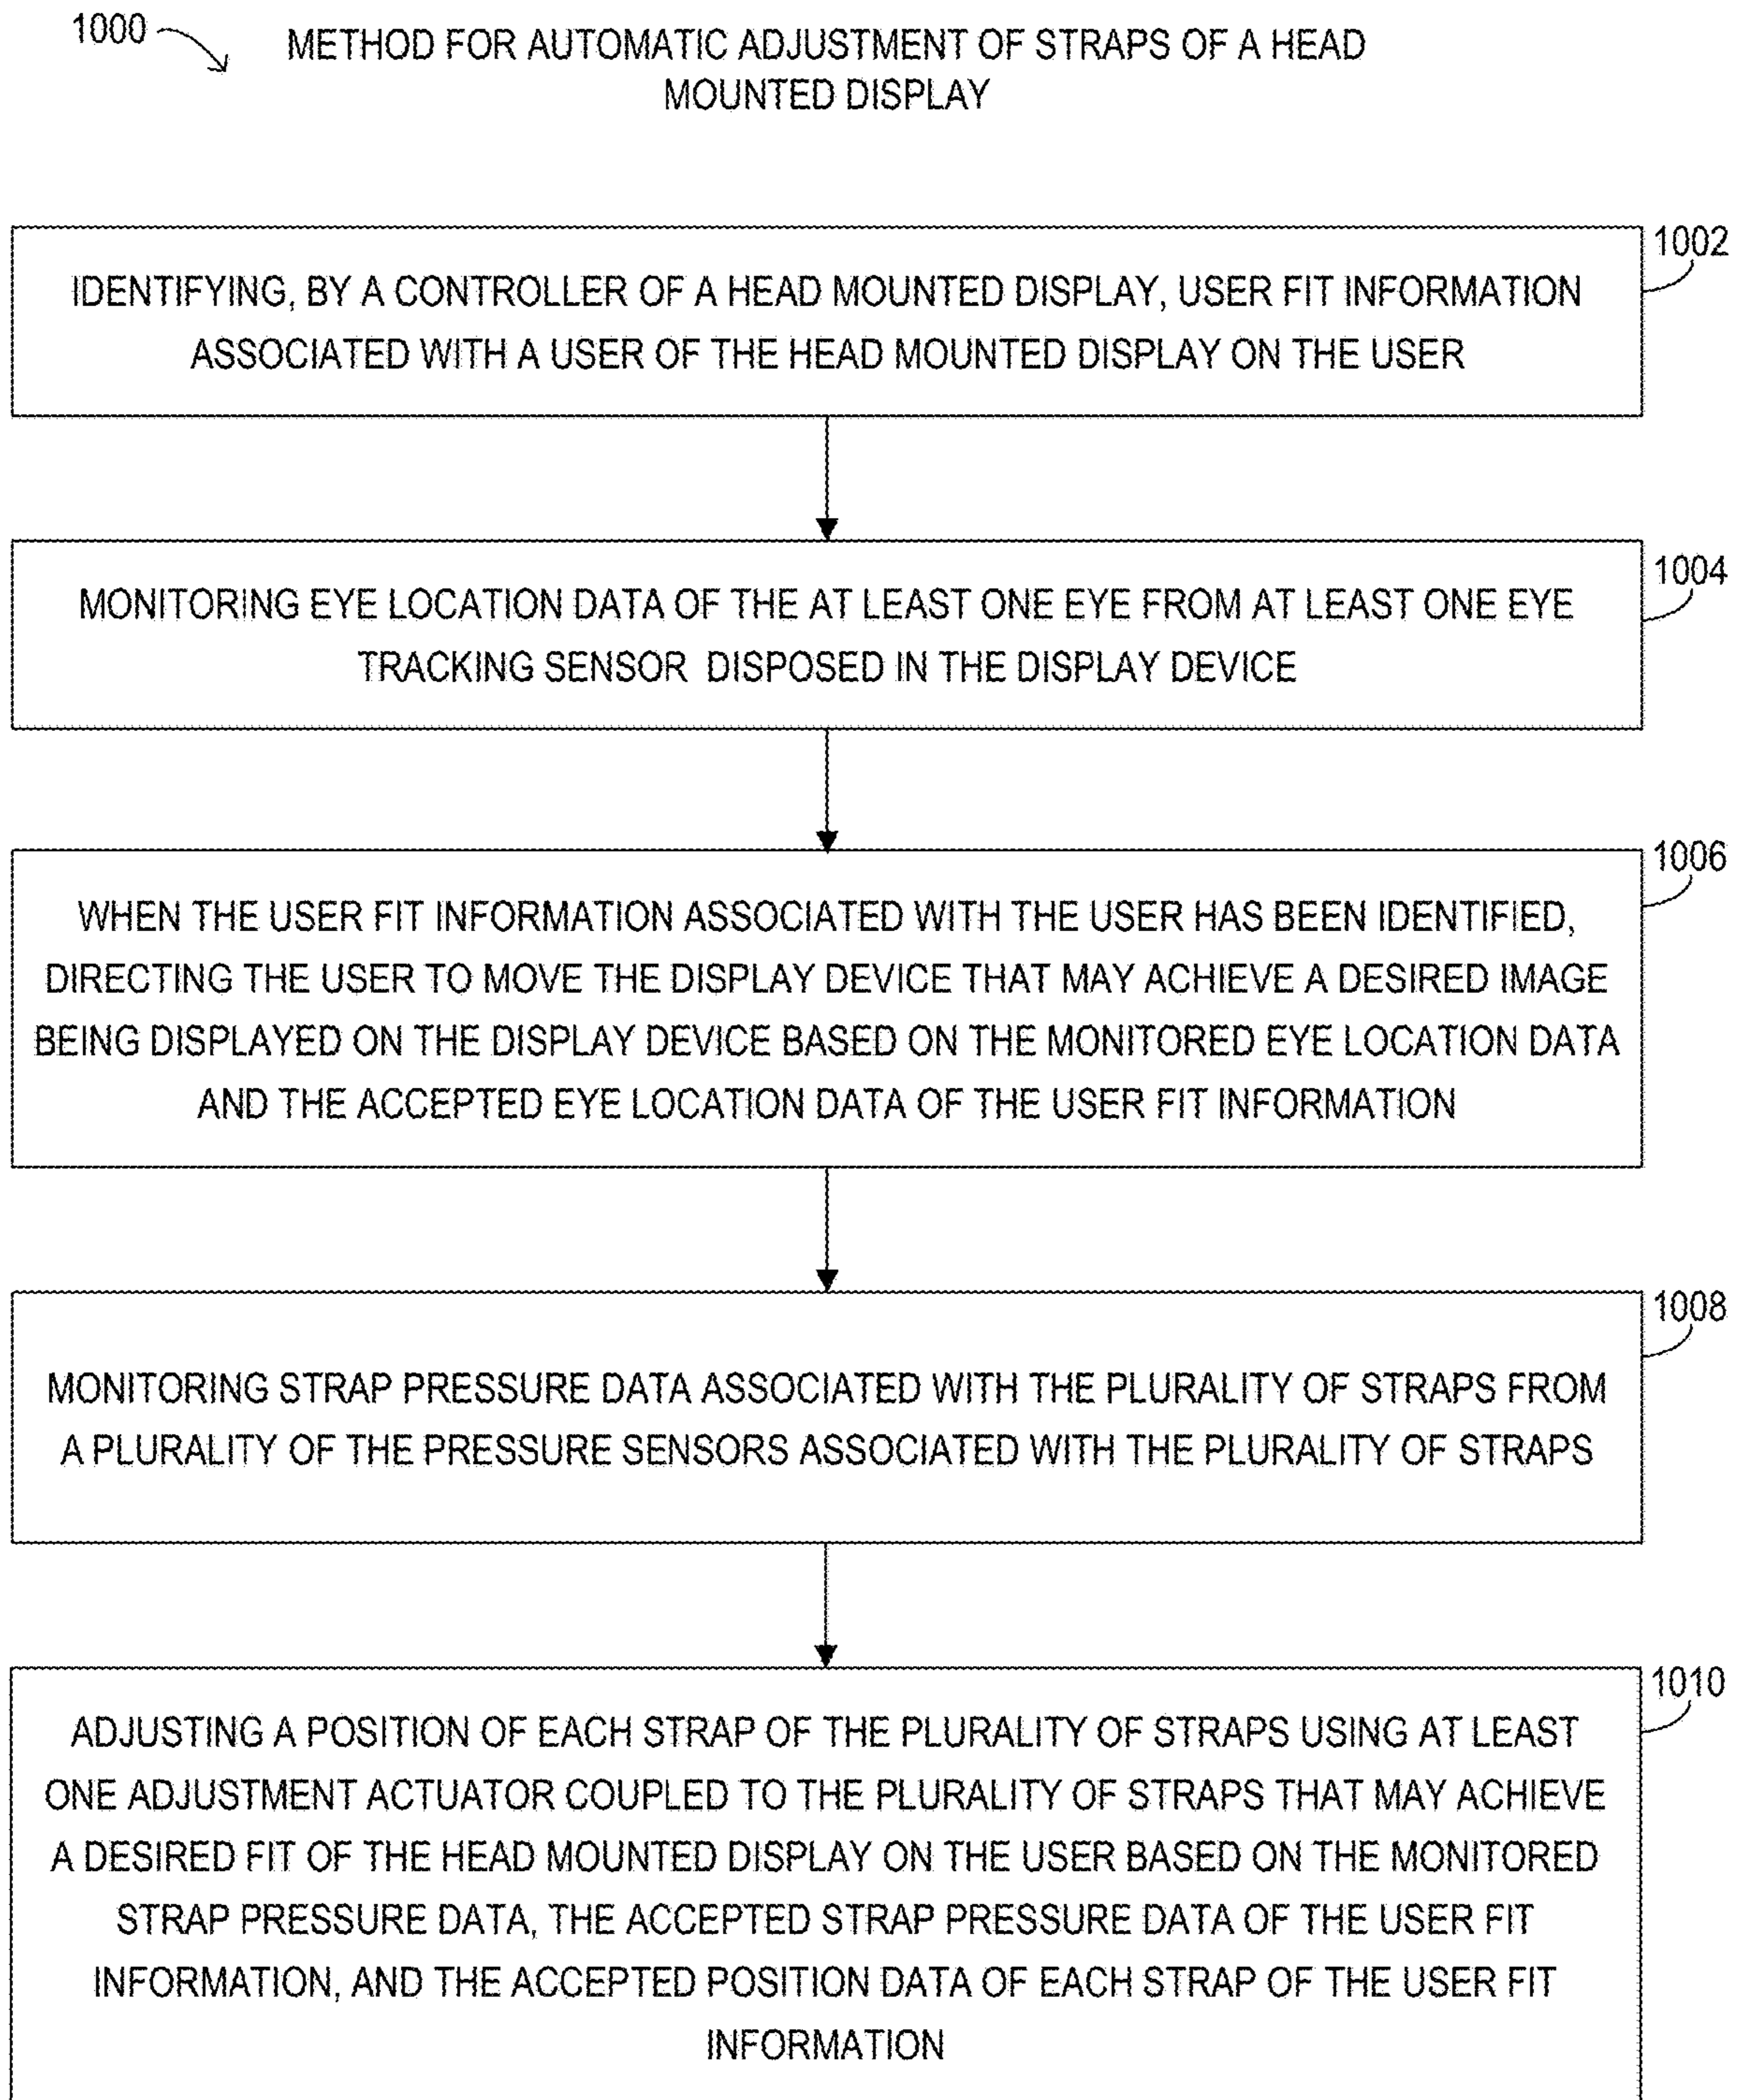 1000
METHOD FOR AUTOMATIC ADJUSTMENT OF STRAPS OF A HEAD
MOUNTED DISPLAY
1002
IDENTIFYING, BY A CONTROLLER OF A HEAD MOUNTED DISPLAY, USER FIT INFORMATION
ASSOCIATED WITH A USER OF THE HEAD MOUNTED DISPLAY ON THE USER
1004
MONITORING EYE LOCATION DATA OF THE AT LEAST ONE EYE FROM AT LEAST ONE EYE
TRACKING SENSOR DISPOSED IN THE DISPLAY DEVICE
1006
WHEN THE USER FIT INFORMATION ASSOCIATED WITH THE USER HAS BEEN IDENTIFIED,
DIRECTING THE USER TO MOVE THE DISPLAY DEVICE THAT MAY ACHIEVE A DESIRED IMAGE
BEING DISPLAYED ON THE DISPLAY DEVICE BASED ON THE MONITORED EYE LOCATION DATA
AND THE ACCEPTED EYE LOCATION DATA OF THE USER FIT INFORMATION
1008
MONITORING STRAP PRESSURE DATA ASSOCIATED WITH THE PLURALITY OF STRAPS FROM
A PLURALITY OF THE PRESSURE SENSORS ASSOCIATED WITH THE PLURALITY OF STRAPS
1010
ADJUSTING A POSITION OF EACH STRAP OF THE PLURALITY OF STRAPS USING AT LEAST
ONE ADJUSTMENT ACTUATOR COUPLED TO THE PLURALITY OF STRAPS THAT MAY ACHIEVE
A DESIRED FIT OF THE HEAD MOUNTED DISPLAY ON THE USER BASED ON THE MONITORED
STRAP PRESSURE DATA, THE ACCEPTED STRAP PRESSURE DATA OF THE USER FIT
INFORMATION, AND THE ACCEPTED POSITION DATA OF EACH STRAP OF THE USER FIT
INFORMATION